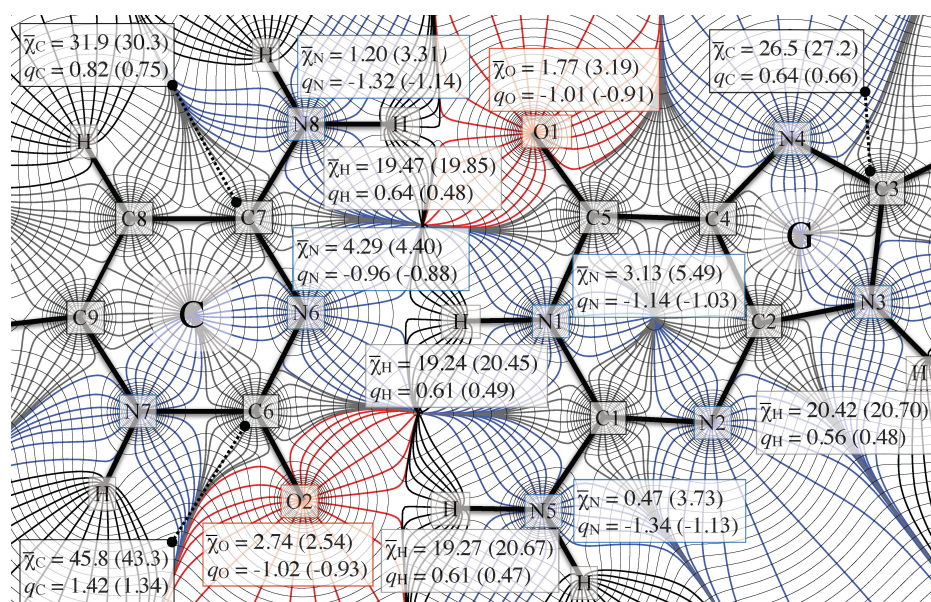 χ̅C = 31.9 (30.3)
qC = 0.82 (0.75)
H
χ̅N = 1.20 (3.31)
qN = -1.32 (-1.14)
χ̅O = 1.77 (3.19)
qO = -1.01 (-0.91)
χ̅C = 26.5 (27.2)
qC = 0.64 (0.66)
H
N8
H
O1
N4
χ̅H = 19.47 (19.85)
qH = 0.64 (0.48)
C3
C8
C7
C5
C4
G
χ̅N = 4.29 (4.40)
qN = -0.96 (-0.88)
χ̅N = 3.13 (5.49)
qN = -1.14 (-1.03)
C9
C
N6
H
N1
C2
N3
χ̅H = 19.24 (20.45)
qH = 0.61 (0.49)
H
N7
C6
C1
N2
χ̅H = 20.42 (20.70)
qH = 0.56 (0.48)
H
O2
H
N5
χ̅N = 0.47 (3.73)
qN = -1.34 (-1.13)
χ̅C = 45.8 (43.3)
qC = 1.42 (1.34)
χ̅O = 2.74 (2.54)
qO = -1.02 (-0.93)
χ̅H = 19.27 (20.67)
qH = 0.61 (0.47)
H